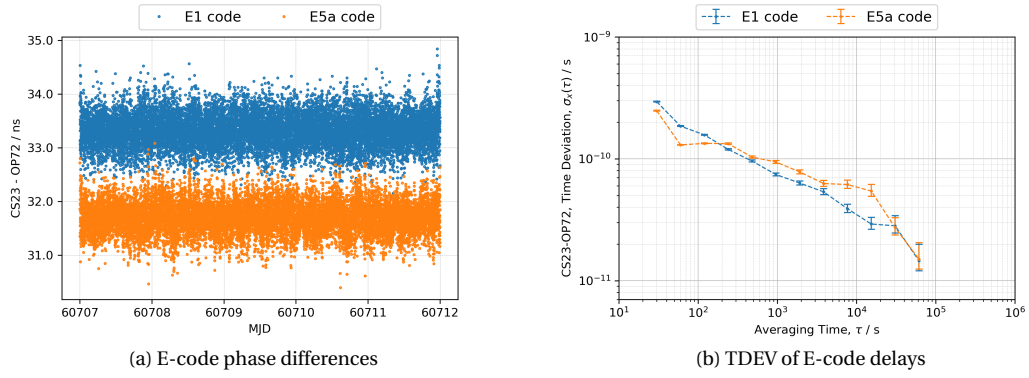 E1 code E5a code
35.0
34.0
33.0
32.0
31.0
CS23 - OP72 / ns
60707 60708 60709 60710 60711 60712
MJD
(a) E-code phase differences
E1 code E5a code
10⁻⁹
10⁻¹⁰
10⁻¹¹
CS23-OP72, Time Deviation, σₓ(τ) / s
10¹ 10² 10³ 10⁴ 10⁵ 10⁶
Averaging Time, τ / s
(b) TDEV of E-code delays